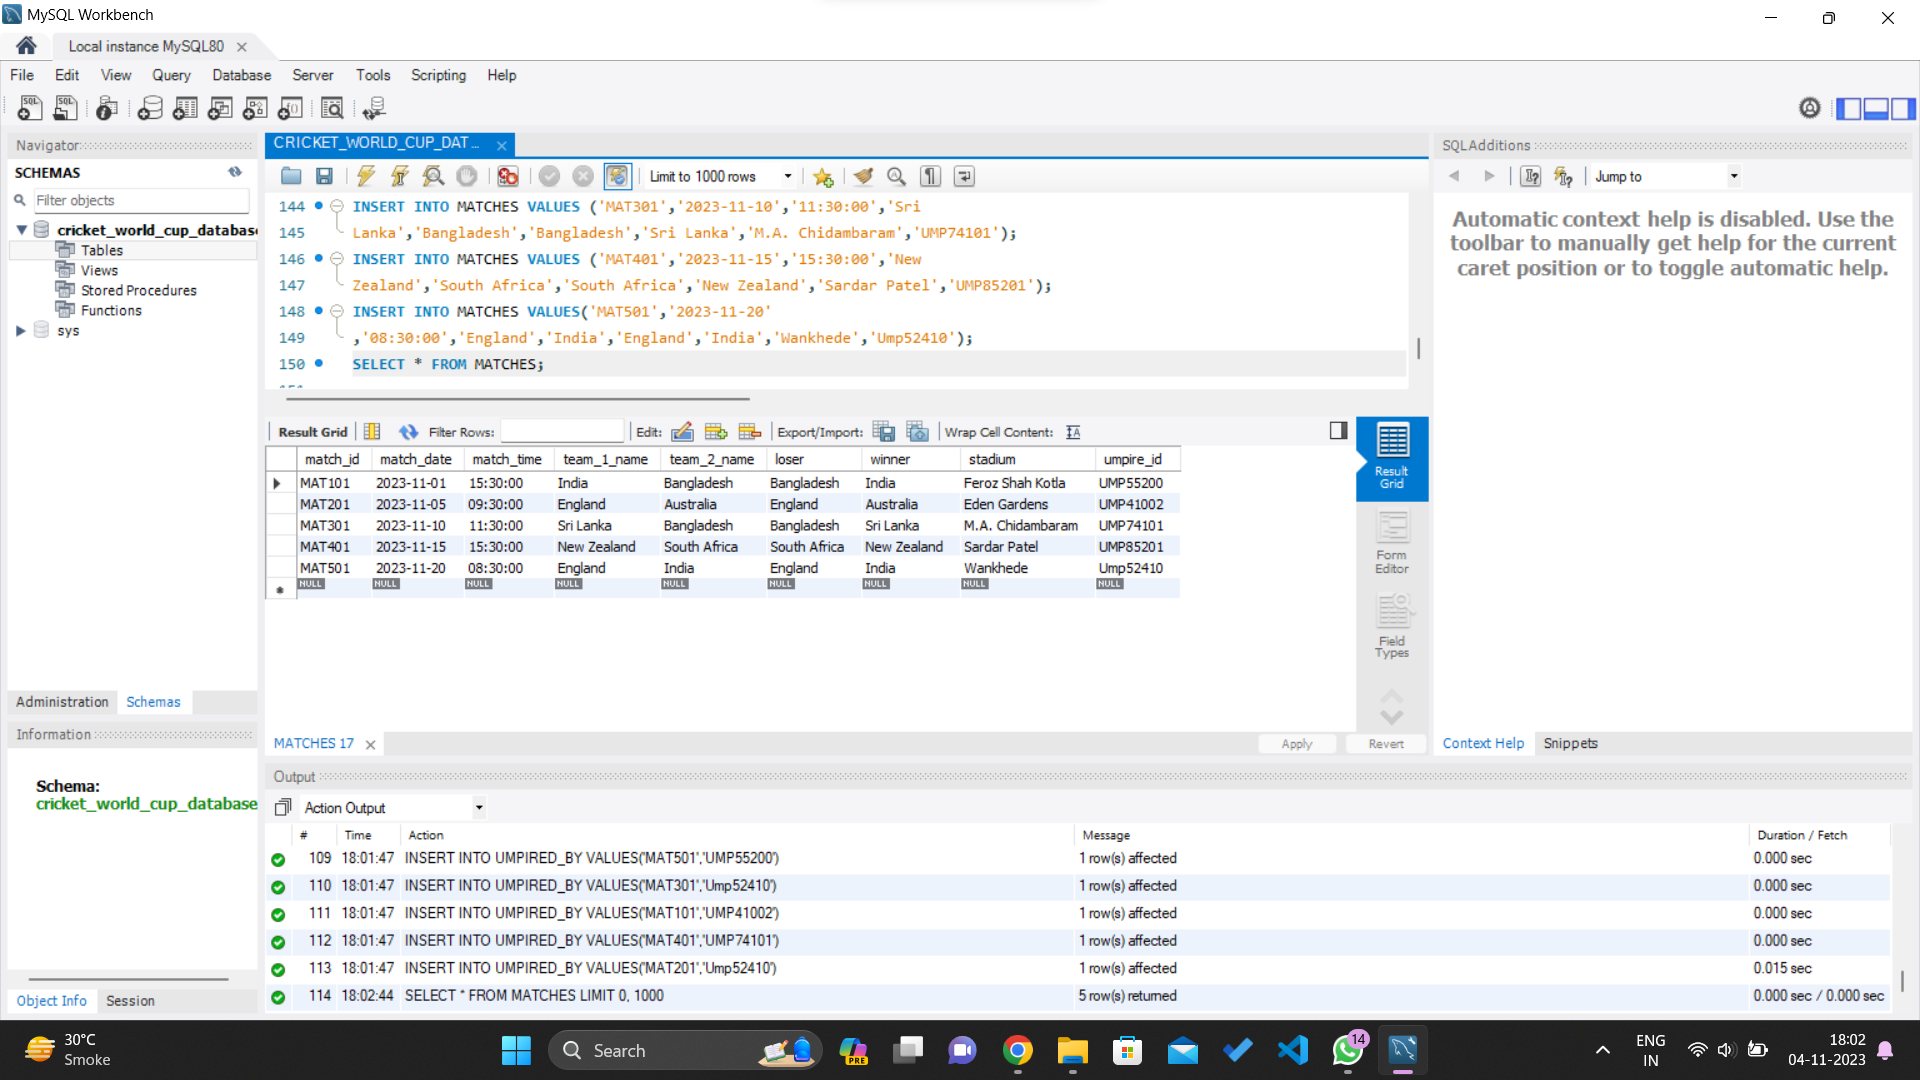 MySQL Workbench
Local instance MySQL80
File Edit View Query Database Server Tools Scripting Help
Navigator
SCHEMAS
Filter objects
cricket_world_cup_databas
Tables
Views
Stored Procedures
Functions
sys
Administration Schemas
Information
Schema:
cricket_world_cup_database
Object Info Session
CRICKET_WORLD_CUP_DAT...
Limit to 1000 rows
144 INSERT INTO MATCHES VALUES ('MAT301','2023-11-10','11:30:00','Sri
145 Lanka','Bangladesh','Bangladesh','Sri Lanka','M.A. Chidambaram','UMP74101');
146 INSERT INTO MATCHES VALUES ('MAT401','2023-11-15','15:30:00','New
147 Zealand','South Africa','South Africa','New Zealand','Sardar Patel','UMP85201');
148 INSERT INTO MATCHES VALUES('MAT501','2023-11-20'
149 ,'08:30:00','England','India','England','India','Wankhede','Ump52410');
150 SELECT * FROM MATCHES;
Result Grid Filter Rows: Edit: Export/Import: Wrap Cell Content:
match_id match_date match_time team_1_name team_2_name loser winner stadium umpire_id
MAT101 2023-11-01 15:30:00 India Bangladesh Bangladesh India Feroz Shah Kotla UMP55200
MAT201 2023-11-05 09:30:00 England Australia England Australia Eden Gardens UMP41002
MAT301 2023-11-10 11:30:00 Sri Lanka Bangladesh Bangladesh Sri Lanka M.A. Chidambaram UMP74101
MAT401 2023-11-15 15:30:00 New Zealand South Africa South Africa New Zealand Sardar Patel UMP85201
MAT501 2023-11-20 08:30:00 England India England India Wankhede Ump52410
NULL NULL NULL NULL NULL NULL NULL NULL NULL
Result
Grid
Form
Editor
Field
Types
MATCHES 17
Apply Revert
SQLAdditions
Jump to
Automatic context help is disabled. Use the
toolbar to manually get help for the current
caret position or to toggle automatic help.
Context Help Snippets
Output
Action Output
# Time Action Message Duration / Fetch
109 18:01:47 INSERT INTO UMPIRED_BY VALUES('MAT501','UMP55200') 1 row(s) affected 0.000 sec
110 18:01:47 INSERT INTO UMPIRED_BY VALUES('MAT301','Ump52410') 1 row(s) affected 0.000 sec
111 18:01:47 INSERT INTO UMPIRED_BY VALUES('MAT101','UMP41002') 1 row(s) affected 0.000 sec
112 18:01:47 INSERT INTO UMPIRED_BY VALUES('MAT401','UMP74101') 1 row(s) affected 0.000 sec
113 18:01:47 INSERT INTO UMPIRED_BY VALUES('MAT201','Ump52410') 1 row(s) affected 0.015 sec
114 18:02:44 SELECT * FROM MATCHES LIMIT 0, 1000 5 row(s) returned 0.000 sec / 0.000 sec
30°C
Smoke
Search
PRE
14
ENG
IN
18:02
04-11-2023